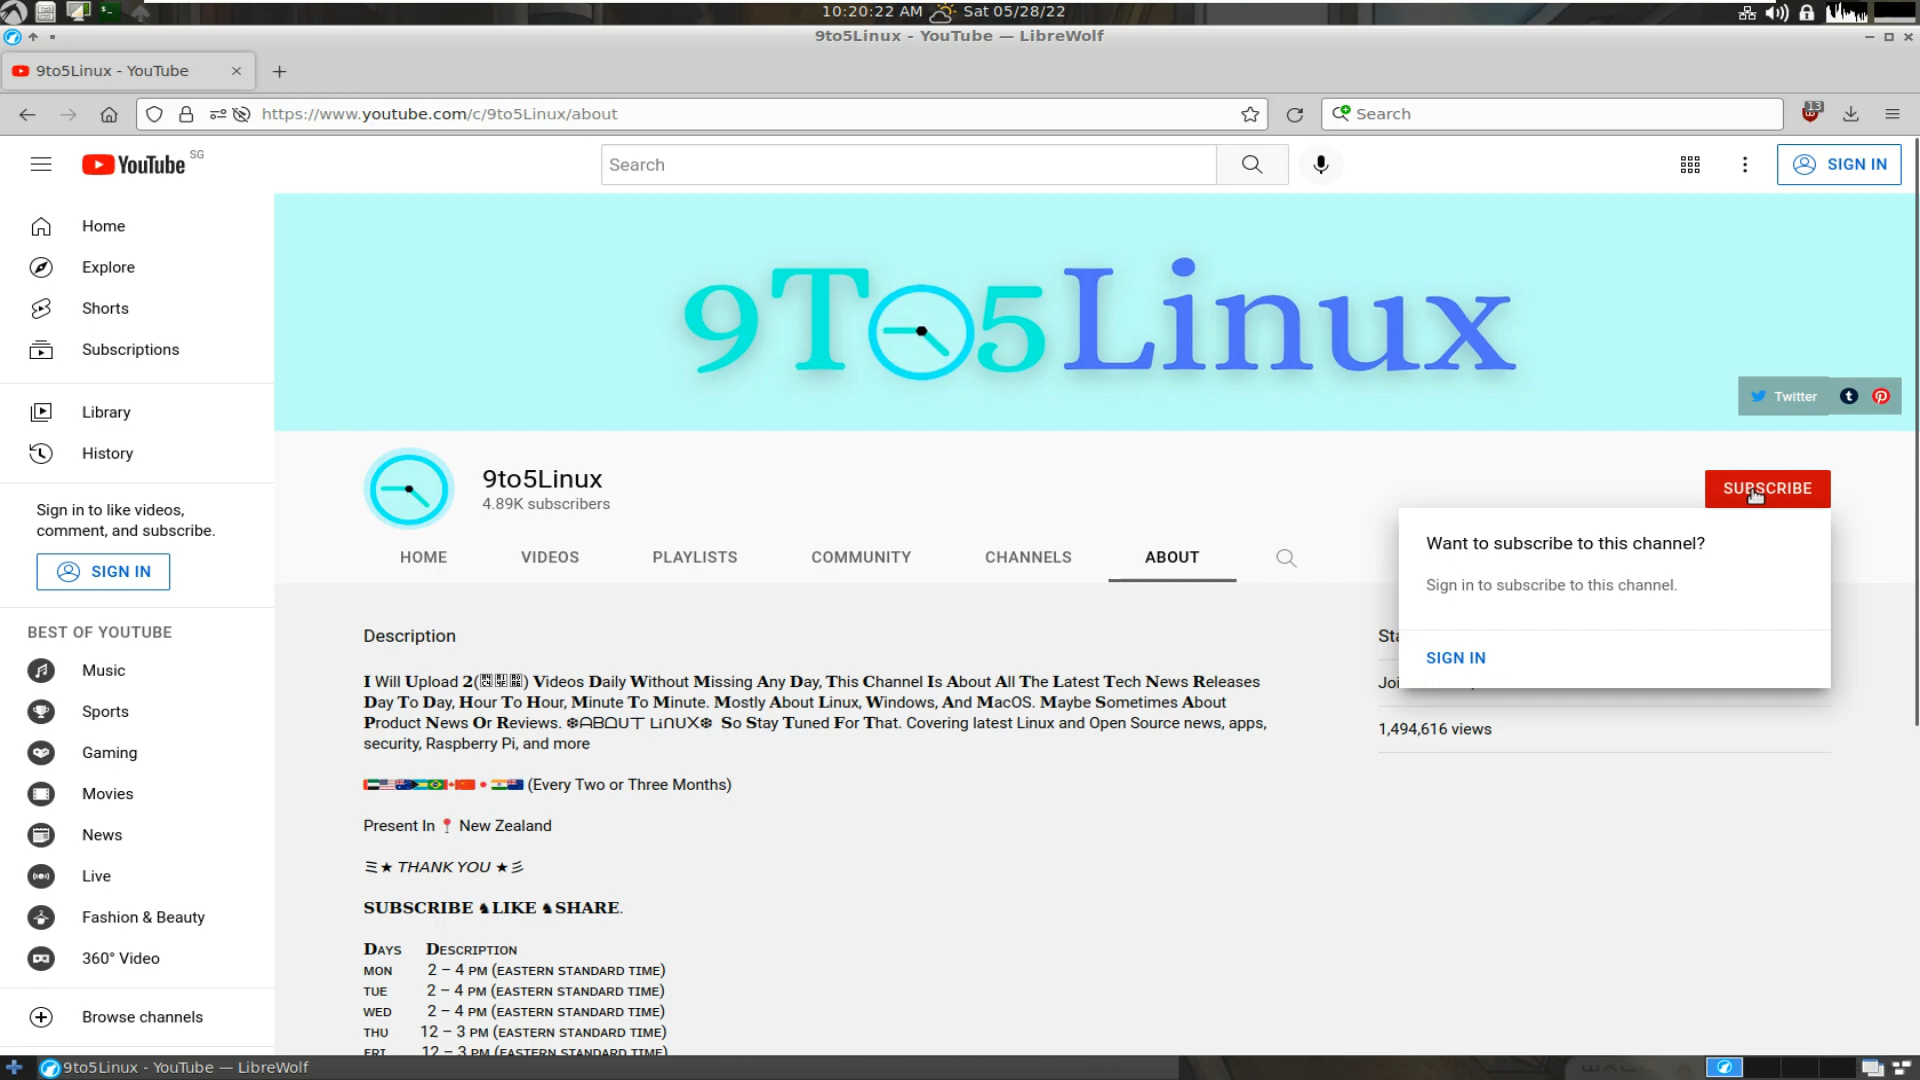 10:20:22 AM Sat 05/28/22
9to5Linux - YouTube — LibreWolf
9to5Linux - YouTube
https://www.youtube.com/c/9to5Linux/about
Search
13
YouTube SG
Search
SIGN IN
Home
Explore
Shorts
Subscriptions
Library
History
Sign in to like videos,
comment, and subscribe.
SIGN IN
BEST OF YOUTUBE
Music
Sports
Gaming
Movies
News
Live
Fashion & Beauty
360° Video
Browse channels
9To5Linux
Twitter
9to5Linux
4.89K subscribers
SUBSCRIBE
HOME
VIDEOS
PLAYLISTS
COMMUNITY
CHANNELS
ABOUT
Want to subscribe to this channel?
Sign in to subscribe to this channel.
SIGN IN
Description
I Will Upload 2( ) Videos Daily Without Missing Any Day, This Channel Is About All The Latest Tech News Releases
Day To Day, Hour To Hour, Minute To Minute. Mostly About Linux, Windows, And MacOS. Maybe Sometimes About
Product News Or Reviews. ❆ABOUT LiNUX❆ So Stay Tuned For That. Covering latest Linux and Open Source news, apps,
security, Raspberry Pi, and more
(Every Two or Three Months)
Present In 📍 New Zealand
ミ★ THANK YOU ★彡
SUBSCRIBE ♞LIKE ♞SHARE.
Days Description
MON 2 – 4 PM (EASTERN STANDARD TIME)
TUE 2 – 4 PM (EASTERN STANDARD TIME)
WED 2 – 4 PM (EASTERN STANDARD TIME)
THU 12 – 3 PM (EASTERN STANDARD TIME)
FRI 12 – 3 PM (EASTERN STANDARD TIME)
1,494,616 views
9to5Linux - YouTube — LibreWolf